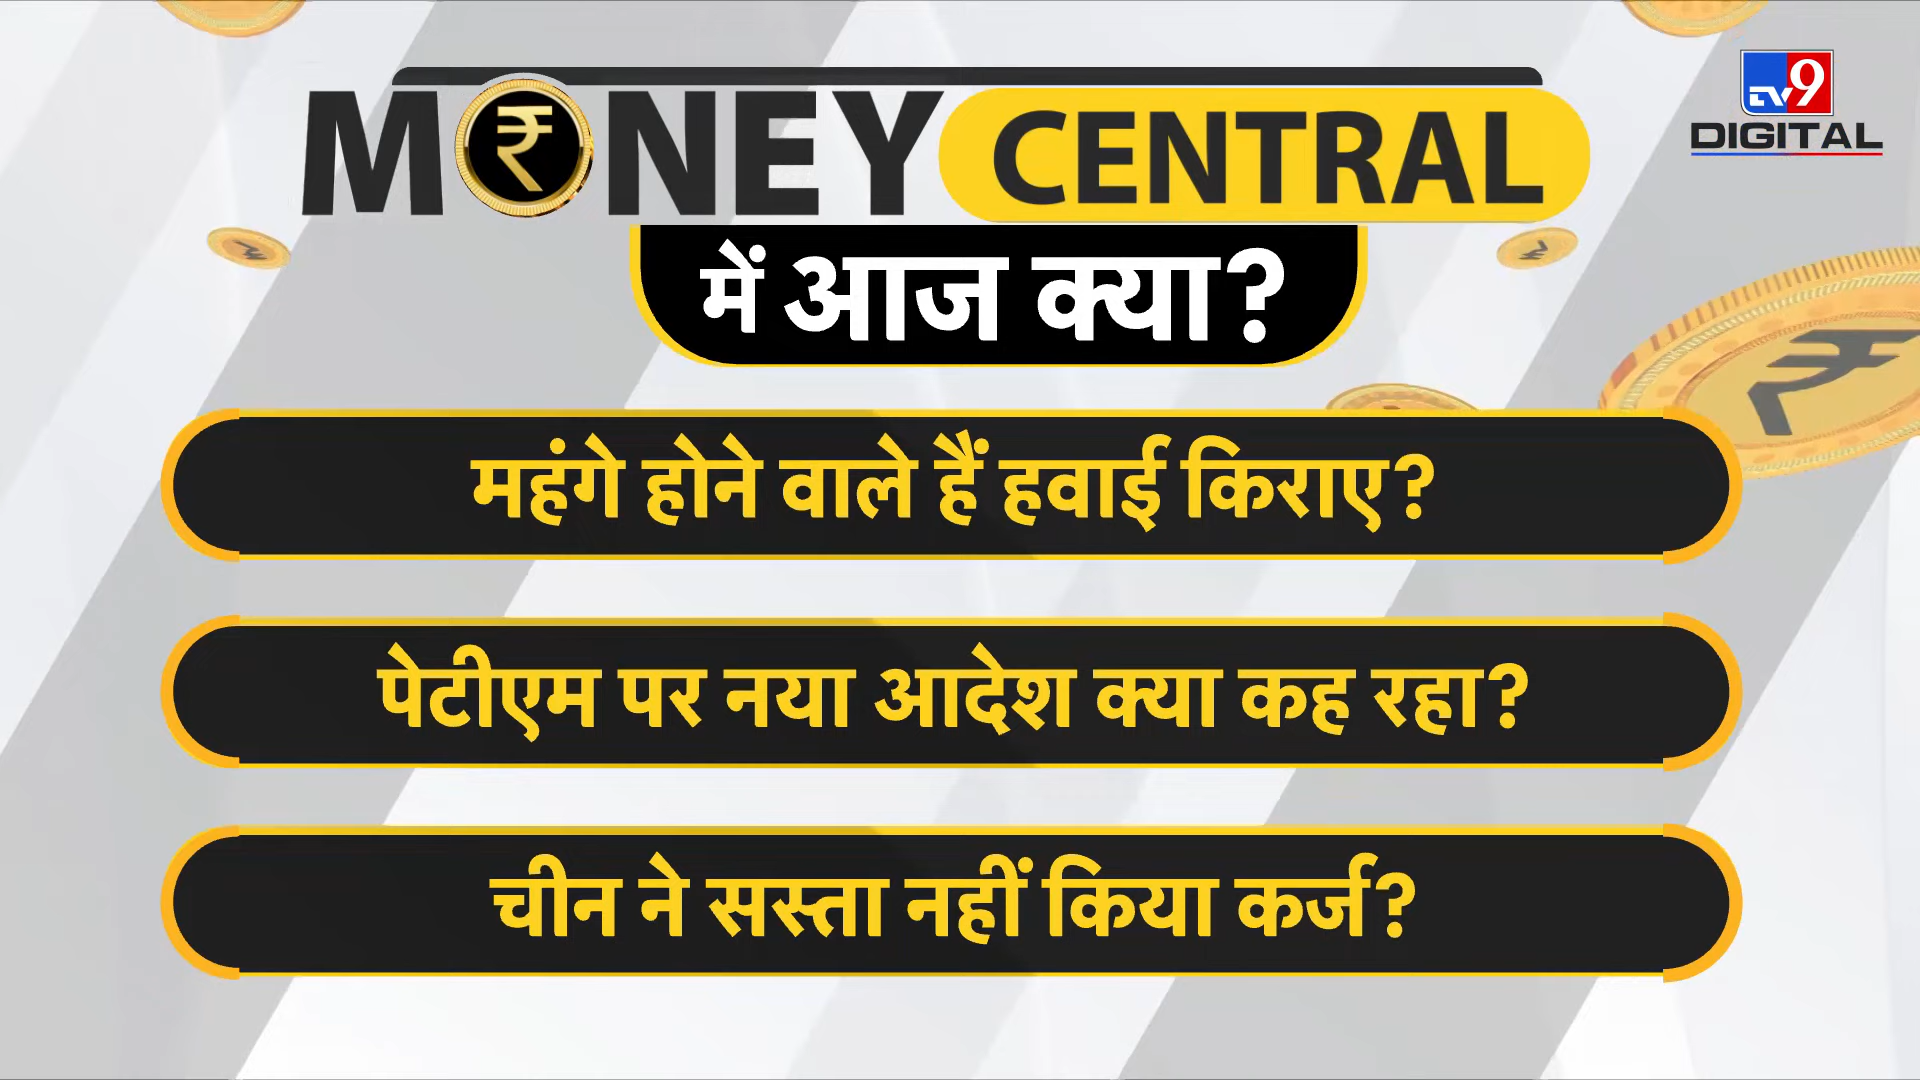 MONEY CENTRAL
TV9
DIGITAL
में आज क्या?
महंगे होने वाले हैं हवाई किराए?
पेटीएम पर नया आदेश क्या कह रहा?
चीन ने सस्ता नहीं किया कर्ज?